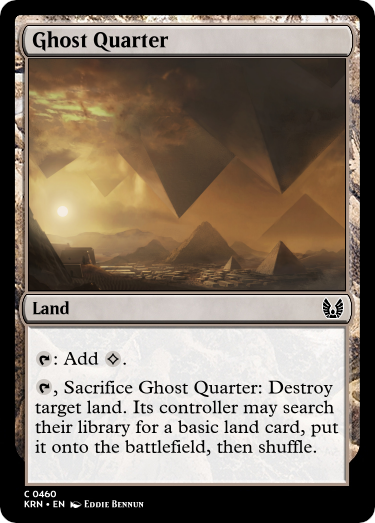 Ghost Quarter
Land
: Add .
, Sacrifice Ghost Quarter: Destroy
target land. Its controller may search
their library for a basic land card, put
it onto the battlefield, then shuffle.
C 0460
KRN • EN Eddie Bennun